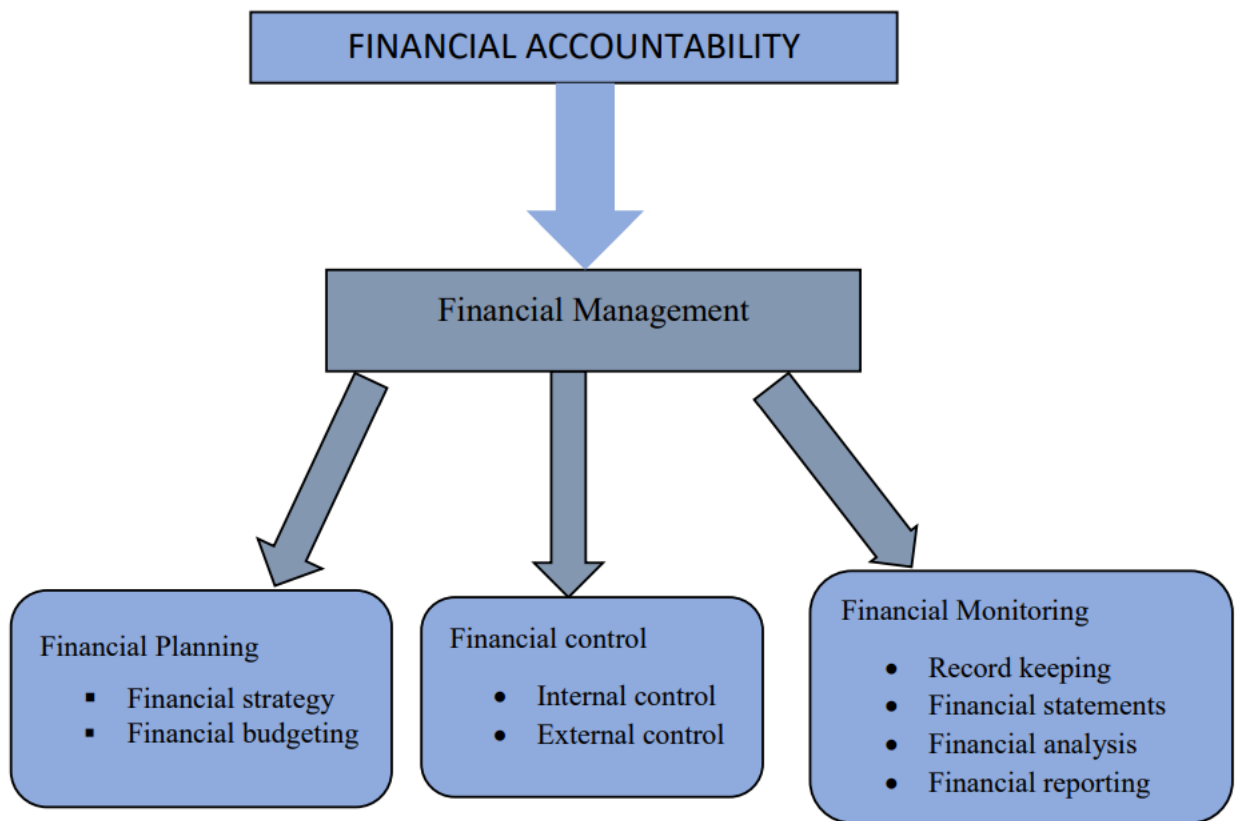 FINANCIAL ACCOUNTABILITY
Financial Management
Financial Planning
▪ Financial strategy
▪ Financial budgeting
Financial control
• Internal control
• External control
Financial Monitoring
• Record keeping
• Financial statements
• Financial analysis
• Financial reporting